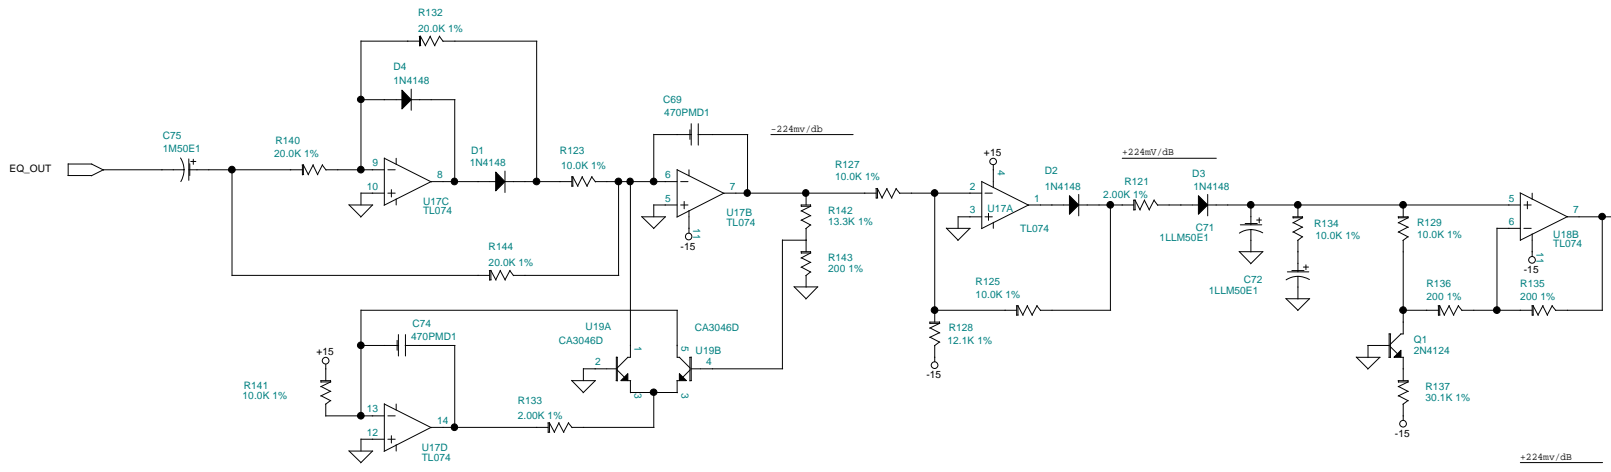 R132
20.0K 1%
D4
1N4148
C69
470PMD1
-224mv/db
C75
1M50E1
R140
20.0K 1%
D1
1N4148
R123
10.0K 1%
EQ_OUT
9
10
8
U17C
TL074
6
5
7
U17B
TL074
11
-15
R127
10.0K 1%
R142
13.3K 1%
R143
200 1%
+15
4
2
3
1
U17A
TL074
D2
1N4148
+224mV/dB
R121
2.00K 1%
D3
1N4148
C71
1LLM50E1
R134
10.0K 1%
C72
1LLM50E1
R129
10.0K 1%
5
6
7
U18B
TL074
11
-15
R144
20.0K 1%
R125
10.0K 1%
R128
12.1K 1%
-15
R136
200 1%
R135
200 1%
C74
470PMD1
U19A
CA3046D
CA3046D
U19B
1
2
3
5
4
3
Q1
2N4124
+15
R141
10.0K 1%
R137
30.1K 1%
-15
13
12
14
U17D
TL074
R133
2.00K 1%
+224mv/dB